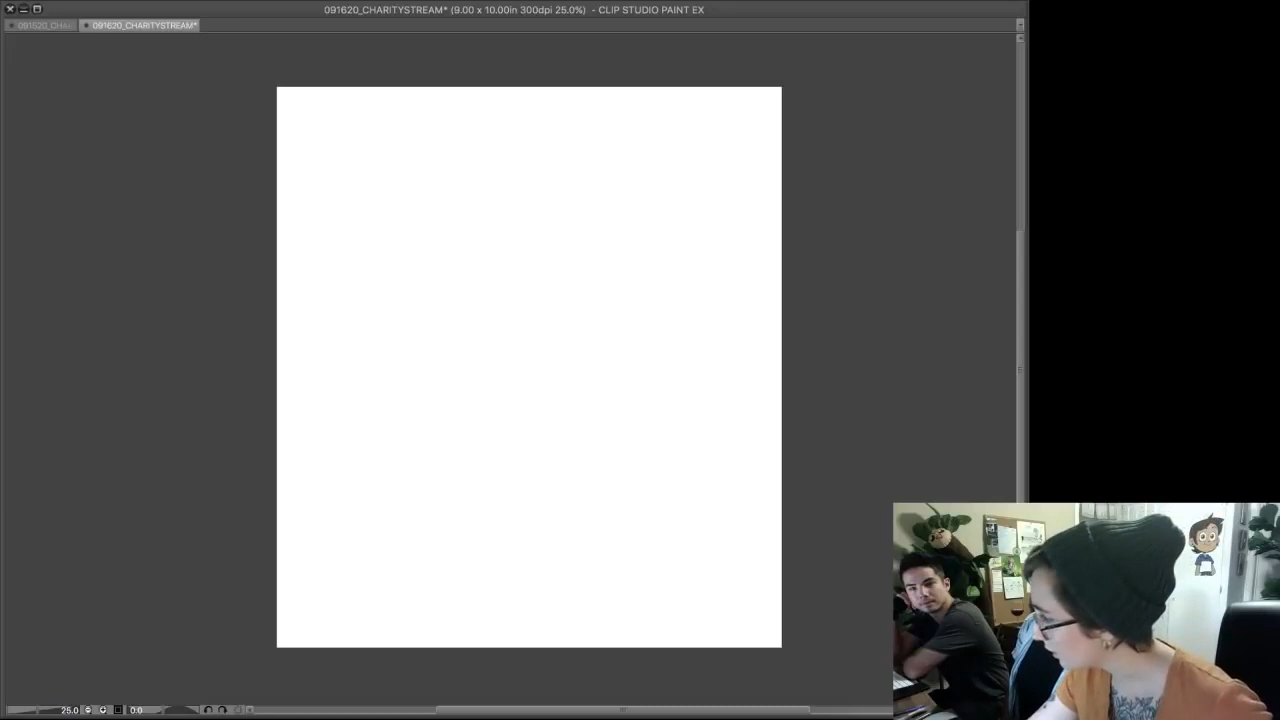 091620_CHARITYSTREAM* (9.00 x 10.00in 300dpi 25.0%) - CLIP STUDIO PAINT EX
091620_CHARITYSTREAM*
25.0
0.0